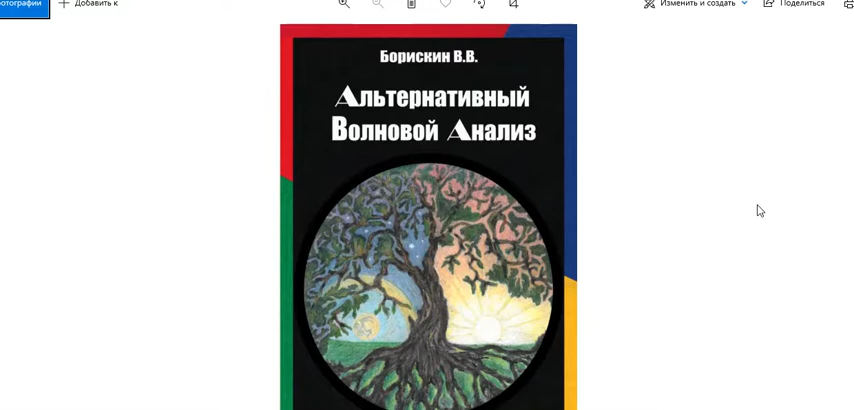 отографии
Добавить к
Изменить и создать
Поделиться
Борискин В.В.
Альтернативный
Волновой Анализ